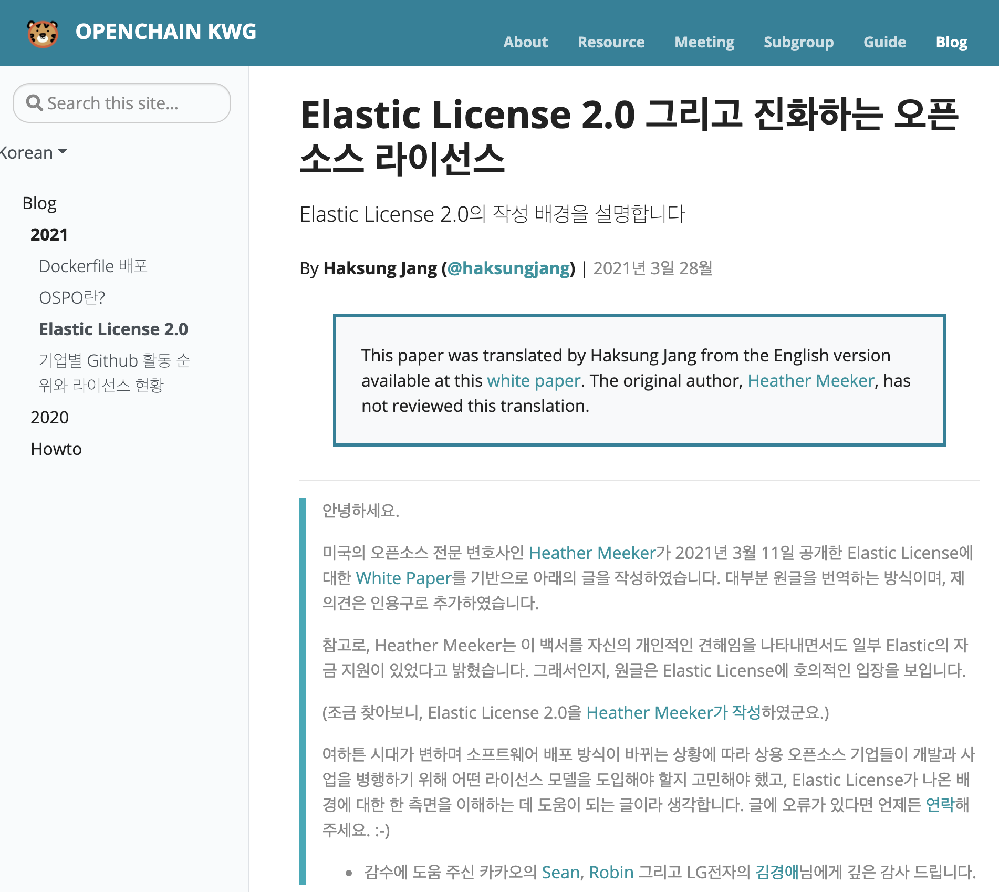 OPENCHAIN KWG
About Resource Meeting Subgroup Guide Blog
Search this site...
Korean
Blog
2021
Dockerfile 배포
OSPO란?
Elastic License 2.0
기업별 Github 활동 순
위와 라이선스 현황
2020
Howto
Elastic License 2.0 그리고 진화하는 오픈
소스 라이선스
Elastic License 2.0의 작성 배경을 설명합니다
By Haksung Jang (@haksungjang) | 2021년 3일 28월
This paper was translated by Haksung Jang from the English version
available at this white paper. The original author, Heather Meeker, has
not reviewed this translation.
안녕하세요.
미국의 오픈소스 전문 변호사인 Heather Meeker가 2021년 3월 11일 공개한 Elastic License에
대한 White Paper를 기반으로 아래의 글을 작성하였습니다. 대부분 원글을 번역하는 방식이며, 제
의견은 인용구로 추가하였습니다.
참고로, Heather Meeker는 이 백서를 자신의 개인적인 견해임을 나타내면서도 일부 Elastic의 자
금 지원이 있었다고 밝혔습니다. 그래서인지, 원글은 Elastic License에 호의적인 입장을 보입니다.
(조금 찾아보니, Elastic License 2.0을 Heather Meeker가 작성하였군요.)
여하튼 시대가 변하며 소프트웨어 배포 방식이 바뀌는 상황에 따라 상용 오픈소스 기업들이 개발과 사
업을 병행하기 위해 어떤 라이선스 모델을 도입해야 할지 고민해야 했고, Elastic License가 나온 배
경에 대한 한 측면을 이해하는 데 도움이 되는 글이라 생각합니다. 글에 오류가 있다면 언제든 연락해
주세요. :-)
• 감수에 도움 주신 카카오의 Sean, Robin 그리고 LG전자의 김경애님에게 깊은 감사 드립니다.